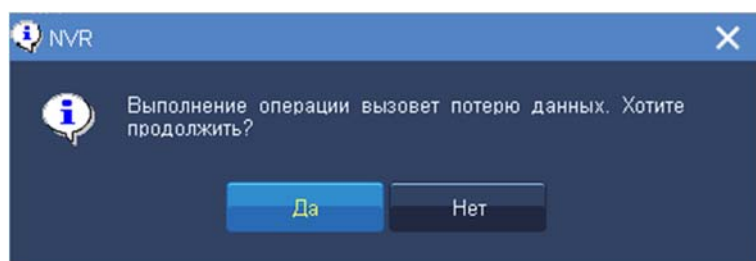 NVR
Выполнение операции вызовет потерю данных. Хотите
продолжить?
Да
Нет